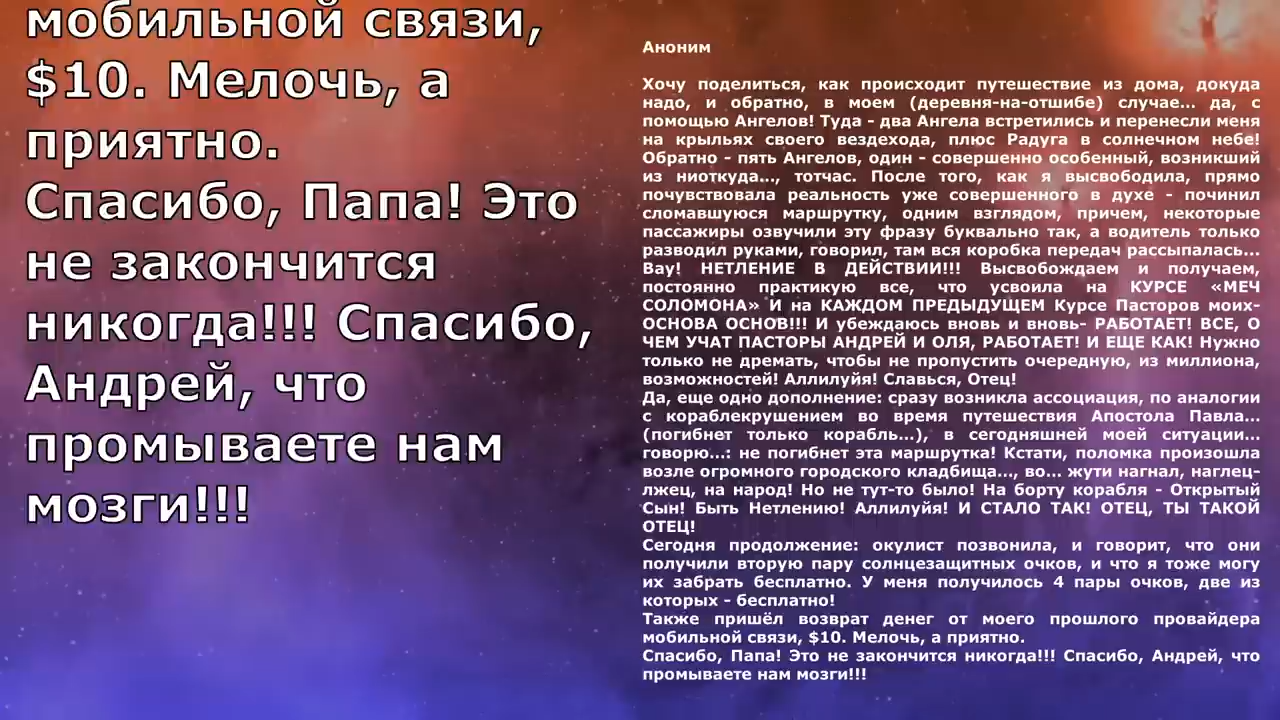 мобильной связи,
$10. Мелочь, а
приятно.
Спасибо, Папа! Это
не закончится
никогда!!! Спасибо,
Андрей, что
промываете нам
мозги!!!
Аноним
Хочу поделиться, как происходит путешествие из дома, докуда
надо, и обратно, в моем (деревня-на-отшибе) случае... да, с
помощью Ангелов! Туда - два Ангела встретились и перенесли меня
на крыльях своего вездехода, плюс Радуга в солнечном небе!
Обратно - пять Ангелов, один - совершенно особенный, возникший
из ниоткуда..., тотчас. После того, как я высвободила, прямо
почувствовала реальность уже совершенного в духе - починил
сломавшуюся маршрутку, одним взглядом, причем, некоторые
пассажиры озвучили эту фразу буквально так, а водитель только
разводил руками, говорил, там вся коробка передач рассыпалась...
Вау! НЕТЛЕНИЕ В ДЕЙСТВИИ!!! Высвобождаем и получаем,
постоянно практикую все, что усвоила на КУРСЕ «МЕЧ
СОЛОМОНА» И на КАЖДОМ ПРЕДЫДУЩЕМ Курсе Пасторов моих-
ОСНОВА ОСНОВ!!! И убеждаюсь вновь и вновь- РАБОТАЕТ! ВСЕ, О
ЧЕМ УЧАТ ПАСТОРЫ АНДРЕЙ И ОЛЯ, РАБОТАЕТ! И ЕЩЕ КАК! Нужно
только не дремать, чтобы не пропустить очередную, из миллиона,
возможностей! Аллилуйя! Славься, Отец!
Да, еще одно дополнение: сразу возникла ассоциация, по аналогии
с кораблекрушением во время путешествия Апостола Павла...
(погибнет только корабль...), в сегодняшней моей ситуации...
говорю...: не погибнет эта маршрутка! Кстати, поломка произошла
возле огромного городского кладбища..., во... жути нагнал, наглец-
лжец, на народ! Но не тут-то было! На борту корабля - Открытый
Сын! Быть Нетлению! Аллилуйя! И СТАЛО ТАК! ОТЕЦ, ТЫ ТАКОЙ
ОТЕЦ!
Сегодня продолжение: окулист позвонила, и говорит, что они
получили вторую пару солнцезащитных очков, и что я тоже могу
их забрать бесплатно. У меня получилось 4 пары очков, две из
которых - бесплатно!
Также пришёл возврат денег от моего прошлого провайдера
мобильной связи, $10. Мелочь, а приятно.
Спасибо, Папа! Это не закончится никогда!!! Спасибо, Андрей, что
промываете нам мозги!!!